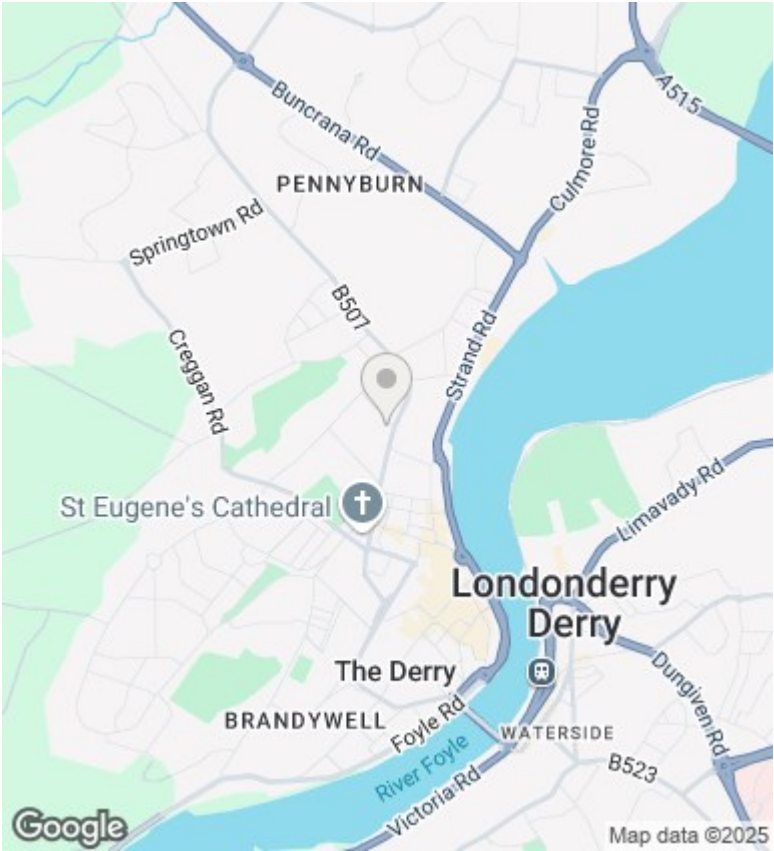 Buncrana Rd
A515
Culmore Rd
PENNYBURN
Springtown Rd
B507
Strand Rd
Creggan Rd
St Eugene's Cathedral
Limavady Rd
Londonderry
Derry
The Derry
Dungiven Rd
BRANDYWELL
Foyle Rd
WATERSIDE
River Foyle
B523
Victoria Rd
Google
Map data ©2025